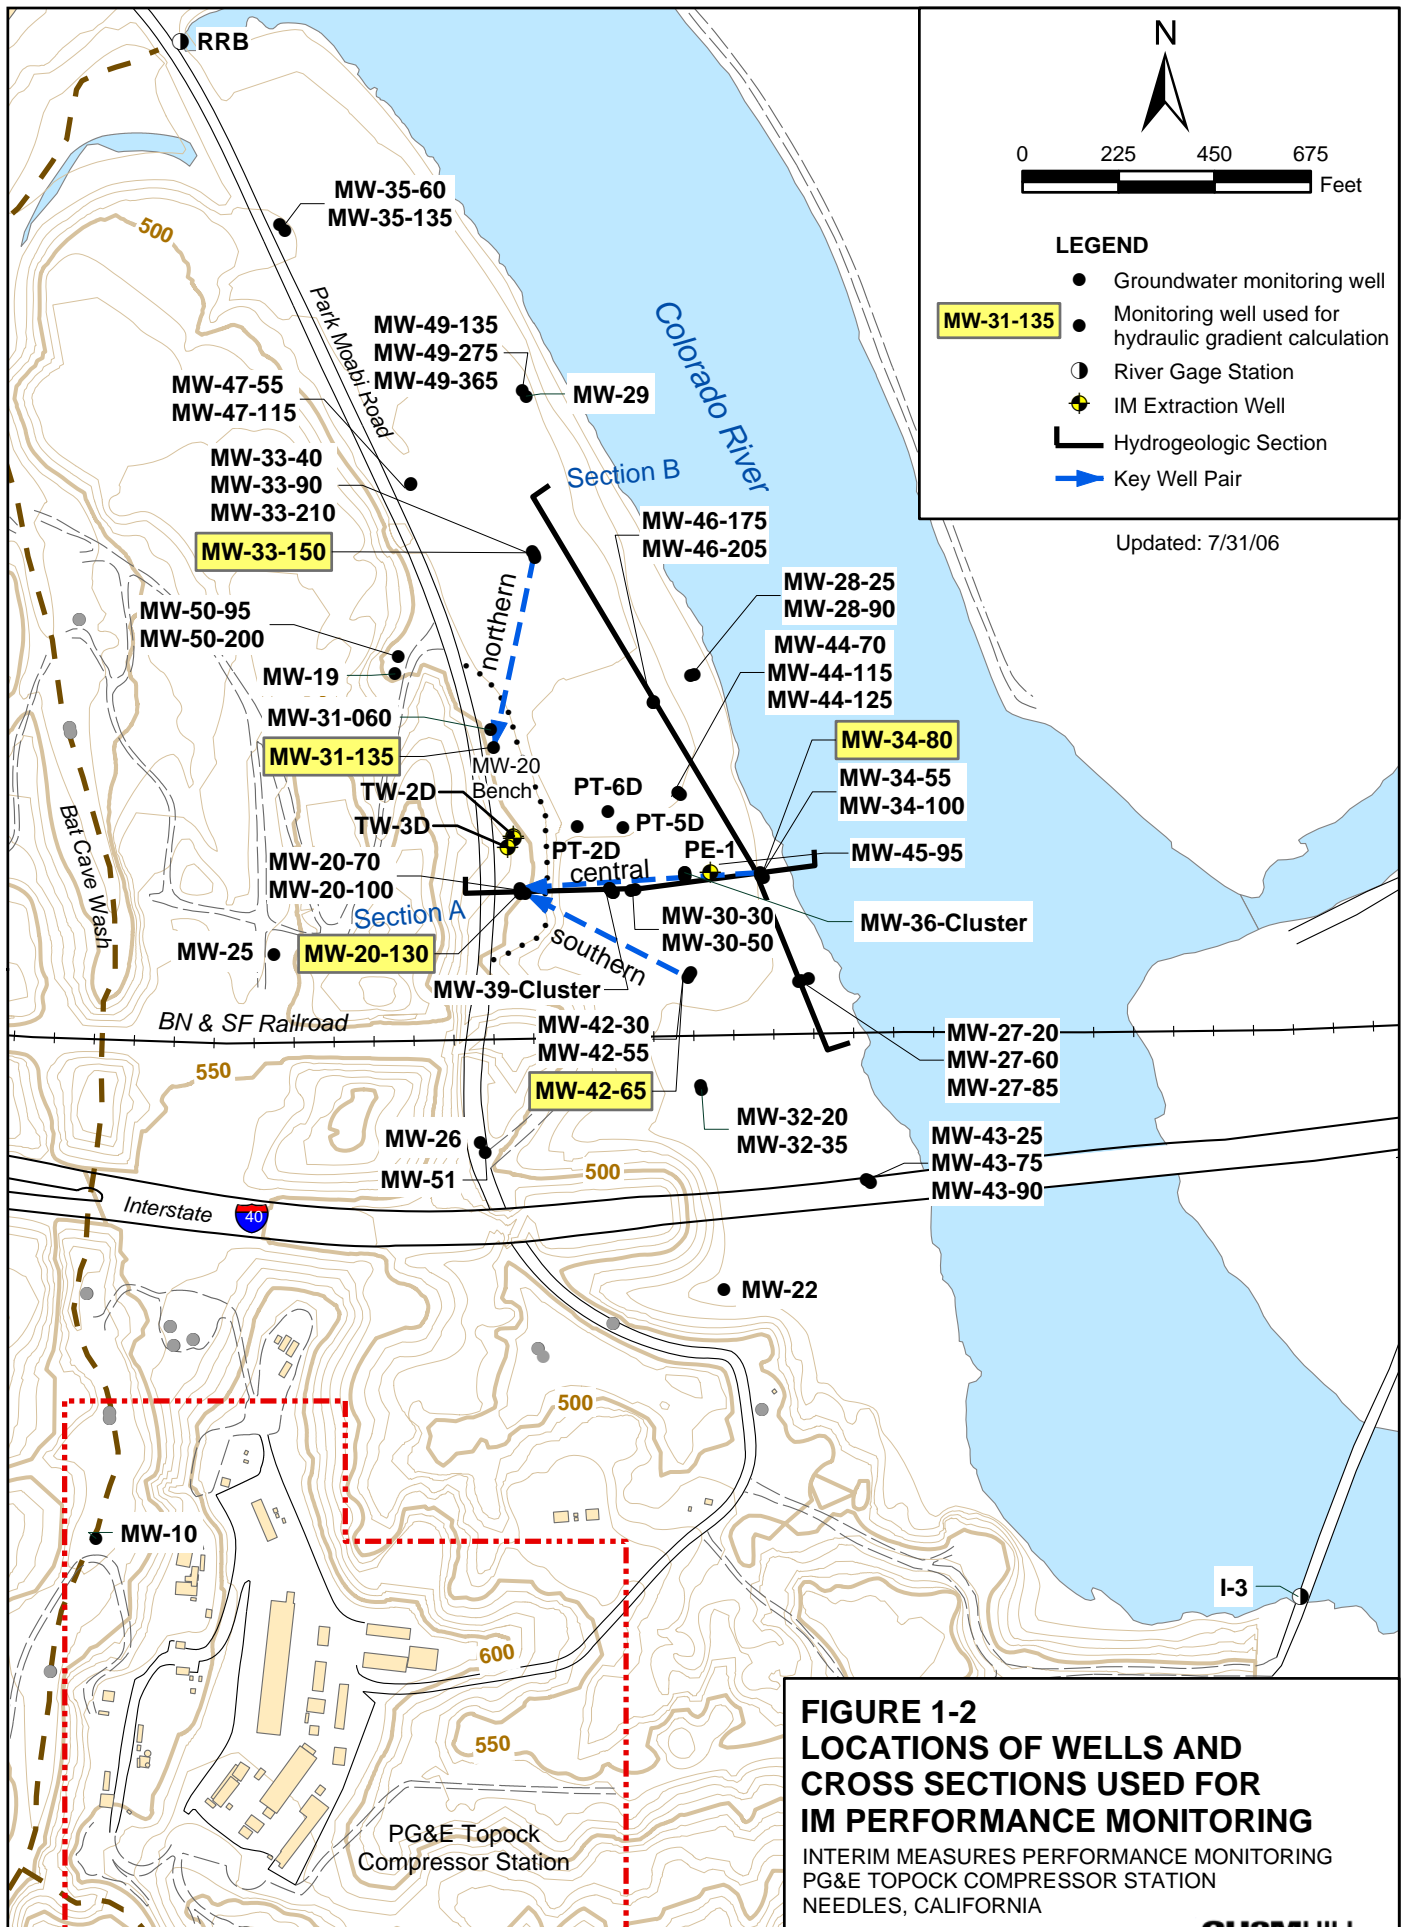 RRB
N
0 225 450 675
Feet
LEGEND
Groundwater monitoring well
MW-31-135
Monitoring well used for
hydraulic gradient calculation
River Gage Station
IM Extraction Well
Hydrogeologic Section
Key Well Pair
Updated: 7/31/06
MW-35-60
MW-35-135
500
Park Moabi Road
Colorado River
MW-49-135
MW-49-275
MW-49-365
MW-29
MW-47-55
MW-47-115
MW-33-40
MW-33-90
MW-33-210
MW-33-150
Section B
MW-46-175
MW-46-205
MW-28-25
MW-28-90
northern
MW-50-95
MW-50-200
MW-19
MW-44-70
MW-44-115
MW-44-125
MW-31-060
MW-31-135
MW-34-80
MW-34-55
MW-34-100
MW-20
Bench
TW-2D
TW-3D
PT-6D
PT-5D
PT-2D
PE-1
central
MW-45-95
MW-20-70
MW-20-100
Section A
MW-30-30
MW-30-50
MW-36-Cluster
Bat Cave Wash
MW-25
MW-20-130
southern
MW-39-Cluster
BN & SF Railroad
MW-42-30
MW-42-55
MW-42-65
MW-27-20
MW-27-60
MW-27-85
550
MW-32-20
MW-32-35
MW-26
MW-51
MW-43-25
MW-43-75
MW-43-90
500
Interstate
40
MW-22
500
MW-10
I-3
600
550
PG&E Topock
Compressor Station
FIGURE 1-2
LOCATIONS OF WELLS AND
CROSS SECTIONS USED FOR
IM PERFORMANCE MONITORING
INTERIM MEASURES PERFORMANCE MONITORING
PG&E TOPOCK COMPRESSOR STATION
NEEDLES, CALIFORNIA